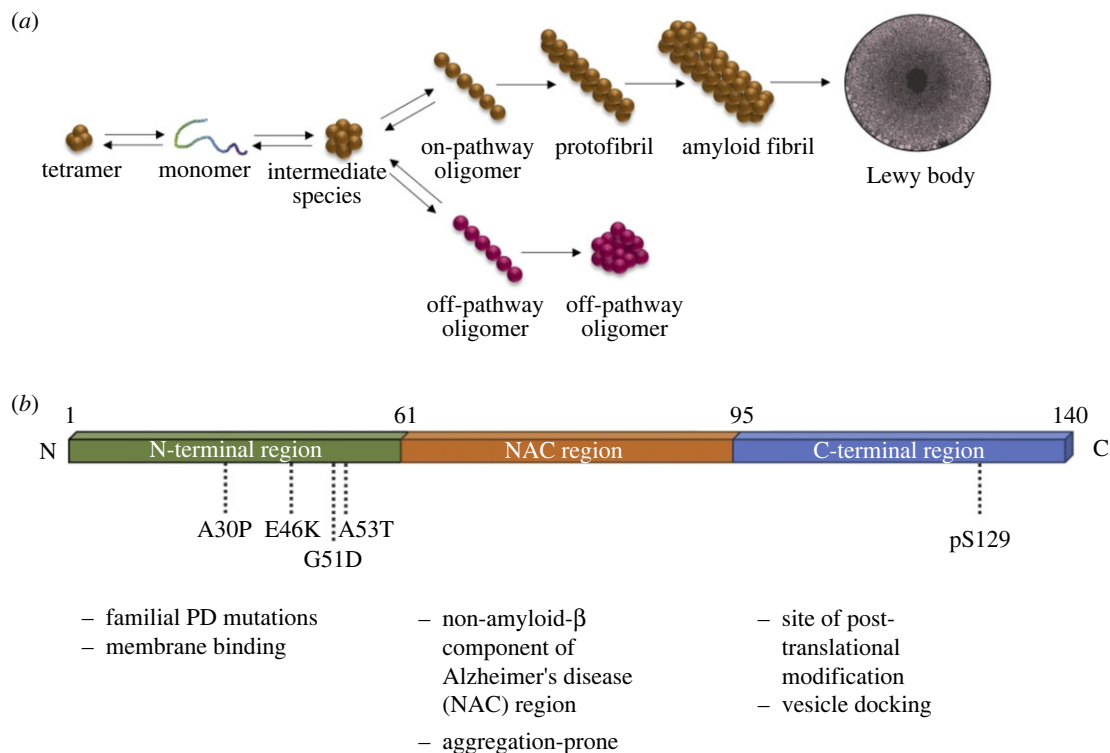 (a)
tetramer
monomer
intermediate
species
on-pathway
oligomer
protofibril
amyloid fibril
Lewy body
off-pathway
oligomer
off-pathway
oligomer
(b)
1 61 95 140
N N-terminal region NAC region C-terminal region C
A30P E46K A53T
G51D
pS129
– familial PD mutations
– membrane binding
– non-amyloid-β
component of
Alzheimer's disease
(NAC) region
– aggregation-prone
– site of post-
translational
modification
– vesicle docking